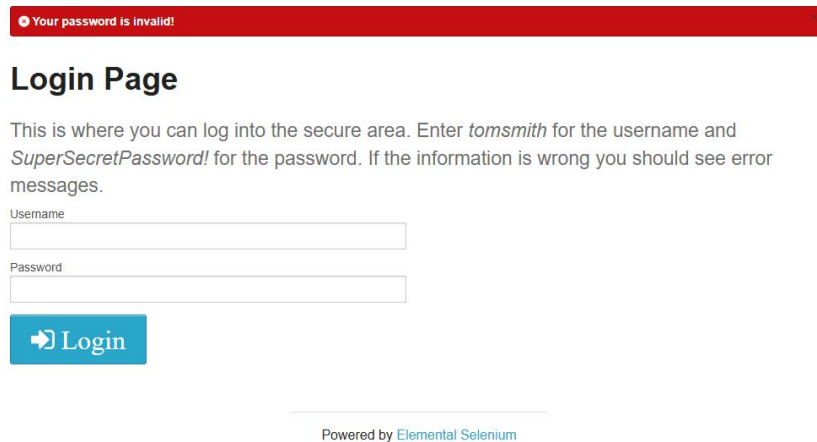 Your password is invalid!
Login Page
This is where you can log into the secure area. Enter tomsmith for the username and
SuperSecretPassword! for the password. If the information is wrong you should see error
messages.
Username
Password
Login
Powered by Elemental Selenium